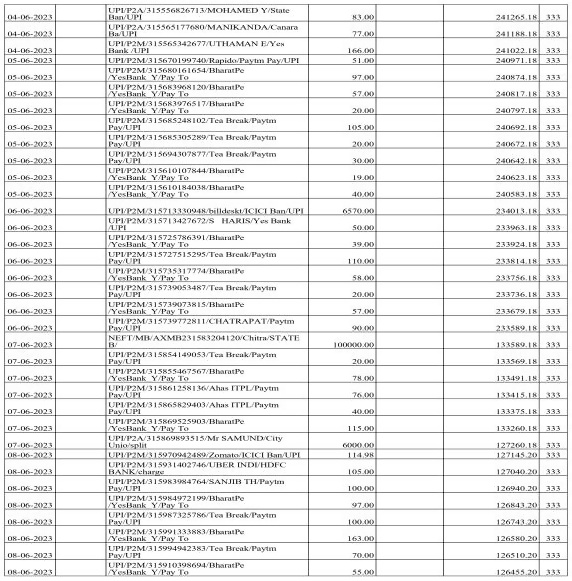 UPI/P2A/315556826713/MOHAMED Y/State
04-06-2023 Ban/UPI 83.00 241265.18 333
UPI/P2A/315565177680/MANIKANDA/Canara
04-06-2023 Ba/UPI 77.00 241188.18 333
UPI/P2M/315565342677/UTHAMAN E/Yes
04-06-2023 Bank /UPI 166.00 241022.18 333
05-06-2023 UPI/P2M/315670199740/Rapido/Paytm Pay/UPI 51.00 240971.18 333
UPI/P2M/315680161654/BharatPe
05-06-2023 /YesBank_Y/Pay To 97.00 240874.18 333
UPI/P2M/315683968120/BharatPe
05-06-2023 /YesBank_Y/Pay To 57.00 240817.18 333
UPI/P2M/315683976517/BharatPe
05-06-2023 /YesBank_Y/Pay To 20.00 240797.18 333
UPI/P2M/315685248102/Tea Break/Paytm
05-06-2023 Pay/UPI 105.00 240692.18 333
UPI/P2M/315685305289/Tea Break/Paytm
05-06-2023 Pay/UPI 20.00 240672.18 333
UPI/P2M/315694307877/Tea Break/Paytm
05-06-2023 Pay/UPI 30.00 240642.18 333
UPI/P2M/315610107844/BharatPe
05-06-2023 /YesBank_Y/Pay To 19.00 240623.18 333
UPI/P2M/315610184038/BharatPe
05-06-2023 /YesBank_Y/Pay To 40.00 240583.18 333
06-06-2023 UPI/P2M/315713330948/billdeskt/ICICI Ban/UPI 6570.00 234013.18 333
UPI/P2M/315713427672/S HARIS/Yes Bank
06-06-2023 /UPI 50.00 233963.18 333
UPI/P2M/315725786391/BharatPe
06-06-2023 /YesBank_Y/Pay To 39.00 233924.18 333
UPI/P2M/315727515295/Tea Break/Paytm
06-06-2023 Pay/UPI 110.00 233814.18 333
UPI/P2M/315735317774/BharatPe
06-06-2023 /YesBank_Y/Pay To 58.00 233756.18 333
UPI/P2M/315739053487/Tea Break/Paytm
06-06-2023 Pay/UPI 20.00 233736.18 333
UPI/P2M/315739073815/BharatPe
06-06-2023 /YesBank_Y/Pay To 57.00 233679.18 333
UPI/P2M/315739772811/CHATRAPAT/Paytm
06-06-2023 Pay/UPI 90.00 233589.18 333
NEFT/MB/AXMB231583204120/Chitra/STATE
07-06-2023 B/ 100000.00 133589.18 333
UPI/P2M/315854149053/Tea Break/Paytm
07-06-2023 Pay/UPI 20.00 133569.18 333
UPI/P2M/315855467567/BharatPe
07-06-2023 /YesBank_Y/Pay To 78.00 133491.18 333
UPI/P2M/315861258136/Ahas ITPL/Paytm
07-06-2023 Pay/UPI 76.00 133415.18 333
UPI/P2M/315865829403/Ahas ITPL/Paytm
07-06-2023 Pay/UPI 40.00 133375.18 333
UPI/P2M/315869525903/BharatPe
07-06-2023 /YesBank_Y/Pay To 115.00 133260.18 333
UPI/P2A/315869893515/Mr SAMUND/City
07-06-2023 Unio/split 6000.00 127260.18 333
08-06-2023 UPI/P2M/315970942489/Zomato/ICICI Ban/UPI 114.98 127145.20 333
UPI/P2M/315931402746/UBER INDI/HDFC
08-06-2023 BANK/charge 105.00 127040.20 333
UPI/P2M/315983984764/SANJIB TH/Paytm
08-06-2023 Pay/UPI 100.00 126940.20 333
UPI/P2M/315984972199/BharatPe
08-06-2023 /YesBank_Y/Pay To 97.00 126843.20 333
UPI/P2M/315987325786/Tea Break/Paytm
08-06-2023 Pay/UPI 100.00 126743.20 333
UPI/P2M/315991333883/BharatPe
08-06-2023 /YesBank_Y/Pay To 163.00 126580.20 333
UPI/P2M/315994942383/Tea Break/Paytm
08-06-2023 Pay/UPI 70.00 126510.20 333
UPI/P2M/315910398694/BharatPe
08-06-2023 /YesBank_Y/Pay To 55.00 126455.20 333